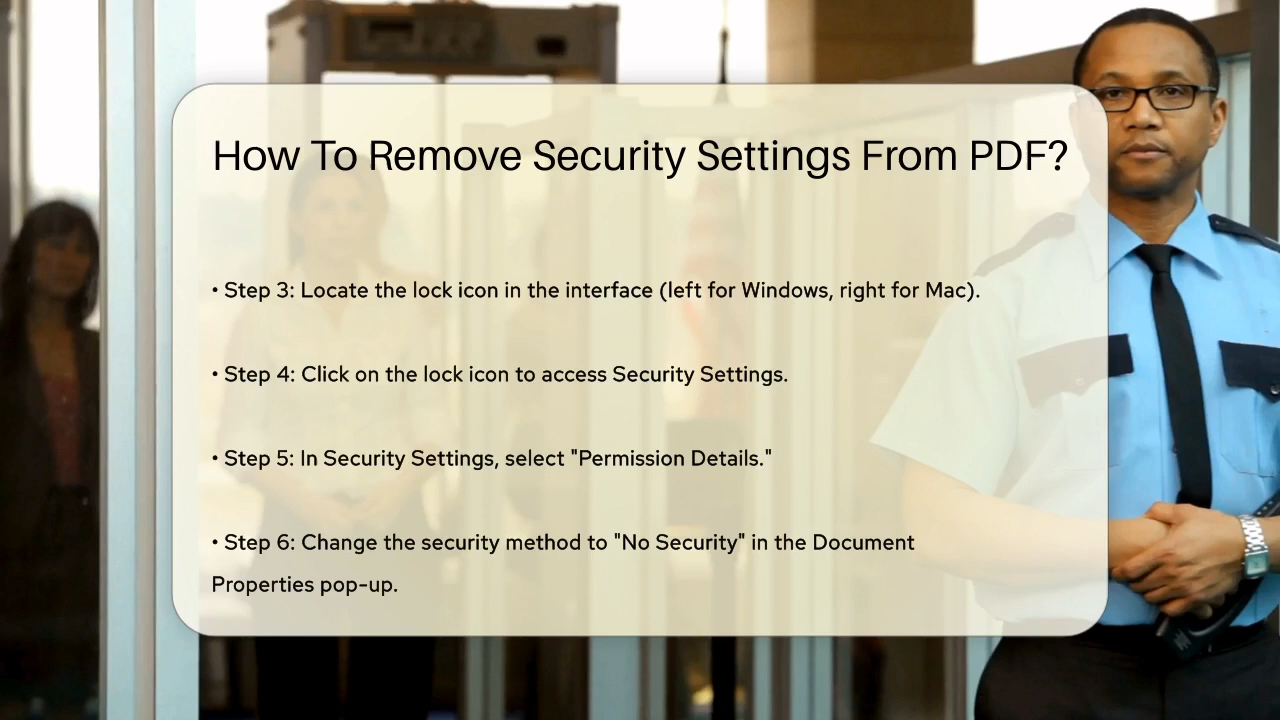 How To Remove Security Settings From PDF?
• Step 3: Locate the lock icon in the interface (left for Windows, right for Mac).
• Step 4: Click on the lock icon to access Security Settings.
• Step 5: In Security Settings, select "Permission Details."
• Step 6: Change the security method to "No Security" in the Document
Properties pop-up.